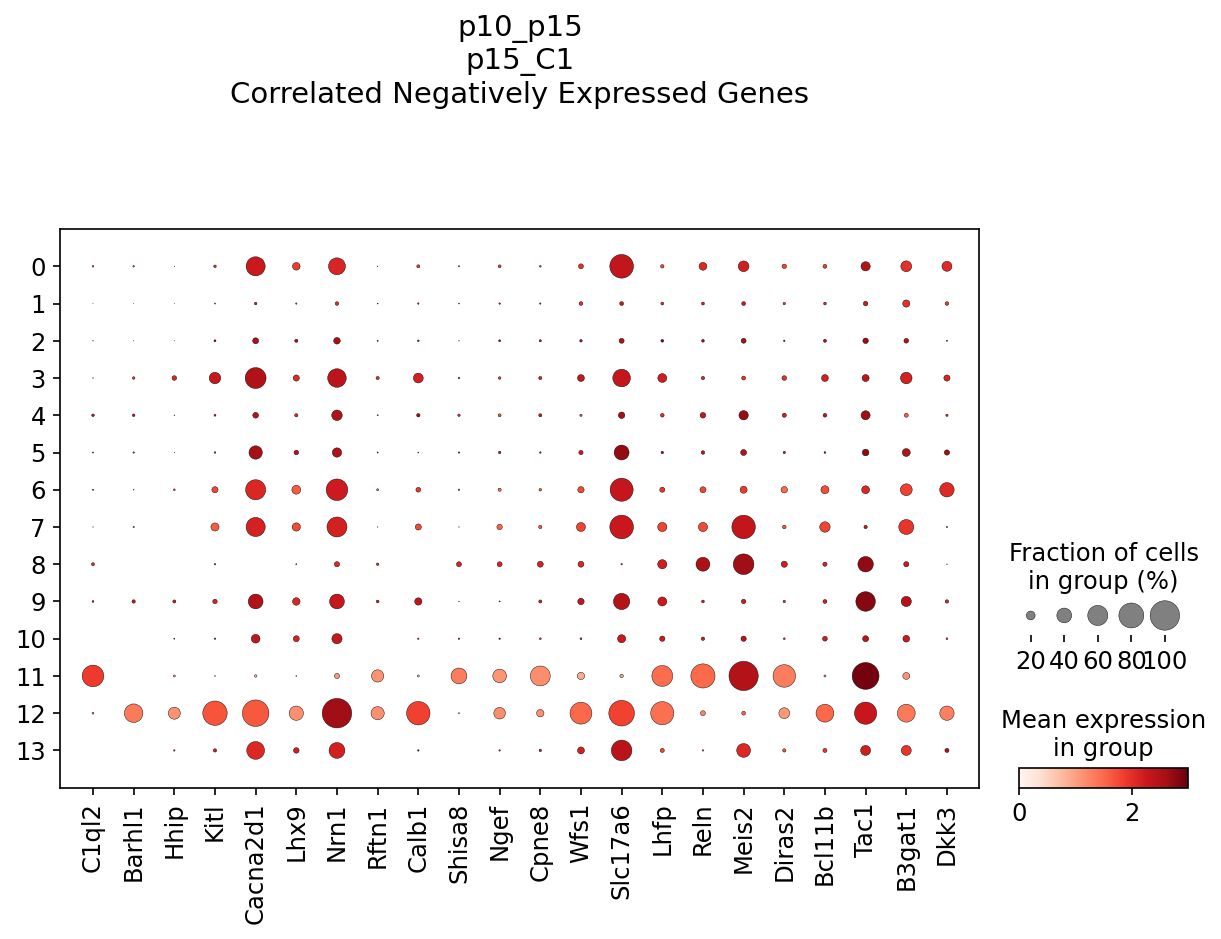 p10_p15
p15_C1
Correlated Negatively Expressed Genes
0
1
2
3
4
5
6
7
8
9
10
11
12
13
C1ql2
Barhl1
Hhip
Kitl
Cacna2d1
Lhx9
Nrn1
Rftn1
Calb1
Shisa8
Ngef
Cpne8
Wfs1
Slc17a6
Lhfp
Reln
Meis2
Diras2
Bcl11b
Tac1
B3gat1
Dkk3
Fraction of cells
in group (%)
20 40 60 80 100
Mean expression
in group
0 2